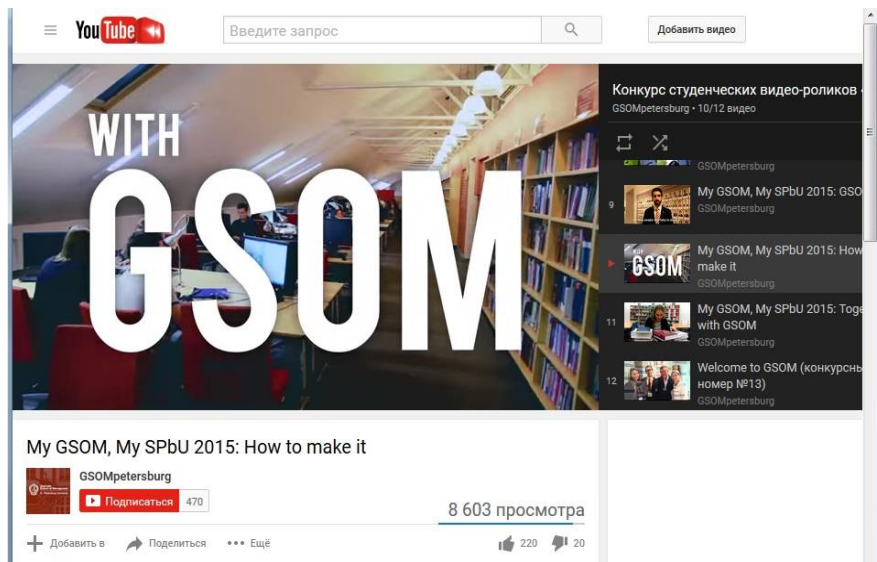 YouTube
Введите запрос
Добавить видео
WITH
GSOM
Конкурс студенческих видео-роликов
GSOMpetersburg • 10/12 видео
GSOMpetersburg
9
My GSOM, My SPbU 2015: GSO
GSOMpetersburg
WITH
GSOM
My GSOM, My SPbU 2015: How
make it
GSOMpetersburg
11
My GSOM, My SPbU 2015: Toge
with GSOM
GSOMpetersburg
12
Welcome to GSOM (конкурснь
номер №13)
GSOMpetersburg
My GSOM, My SPbU 2015: How to make it
GSOMpetersburg
Подписаться 470
8 603 просмотра
Добавить в Поделиться ••• Ещё
220 20